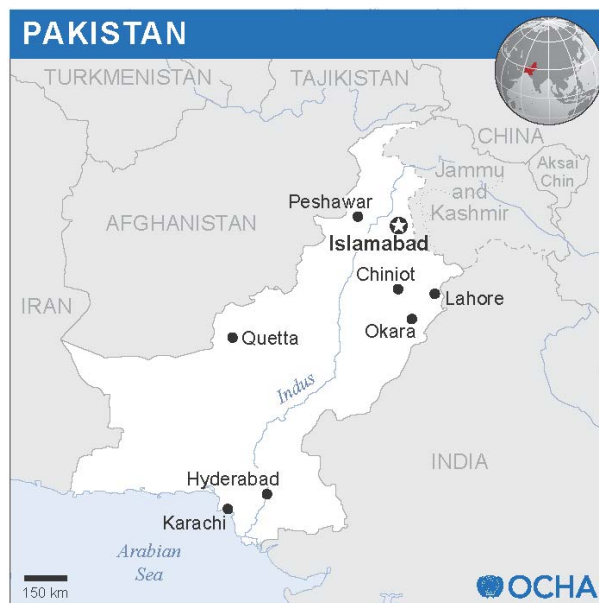 PAKISTAN
TURKMENISTAN
TAJIKISTAN
CHINA
Aksai
Chin
Jammu
and
Kashmir
Peshawar
AFGHANISTAN
Islamabad
Chiniot
IRAN
Lahore
Okara
Quetta
Indus
INDIA
Hyderabad
Karachi
Arabian
Sea
150 km
OCHA